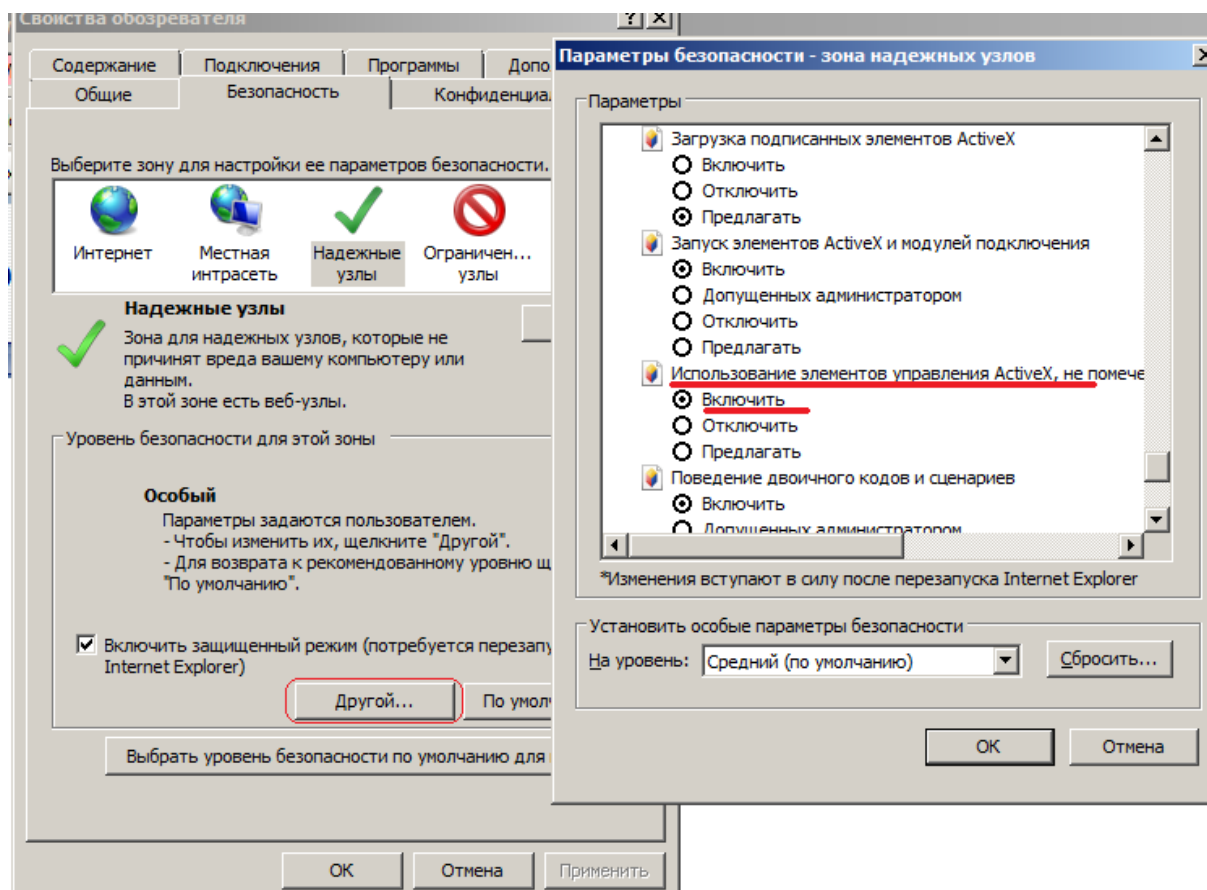 Свойства обозревателя
Содержание Подключения Программы Допо
Общие Безопасность Конфиденциа
Выберите зону для настройки ее параметров безопасности.
Интернет
Местная интрасеть
Надежные узлы
Ограничен... узлы
Надежные узлы
Зона для надежных узлов, которые не
причинят вреда вашему компьютеру или
данным.
В этой зоне есть веб-узлы.
Уровень безопасности для этой зоны
Особый
Параметры задаются пользователем.
- Чтобы изменить их, щелкните "Другой".
- Для возврата к рекомендованному уровню щ
"По умолчанию".
Включить защищенный режим (потребуется перезапу
Internet Explorer)
Другой... По умол
Выбрать уровень безопасности по умолчанию для
ОК Отмена Применить
Параметры безопасности - зона надежных узлов
Параметры
Загрузка подписанных элементов ActiveX
Включить
Отключить
Предлагать
Запуск элементов ActiveX и модулей подключения
Включить
Допущенных администратором
Отключить
Предлагать
Использование элементов управления ActiveX, не помече
Включить
Отключить
Предлагать
Поведение двоичного кодов и сценариев
Включить
Допущенных администратором
*Изменения вступают в силу после перезапуска Internet Explorer
Установить особые параметры безопасности
На уровень: Средний (по умолчанию) Сбросить...
ОК Отмена